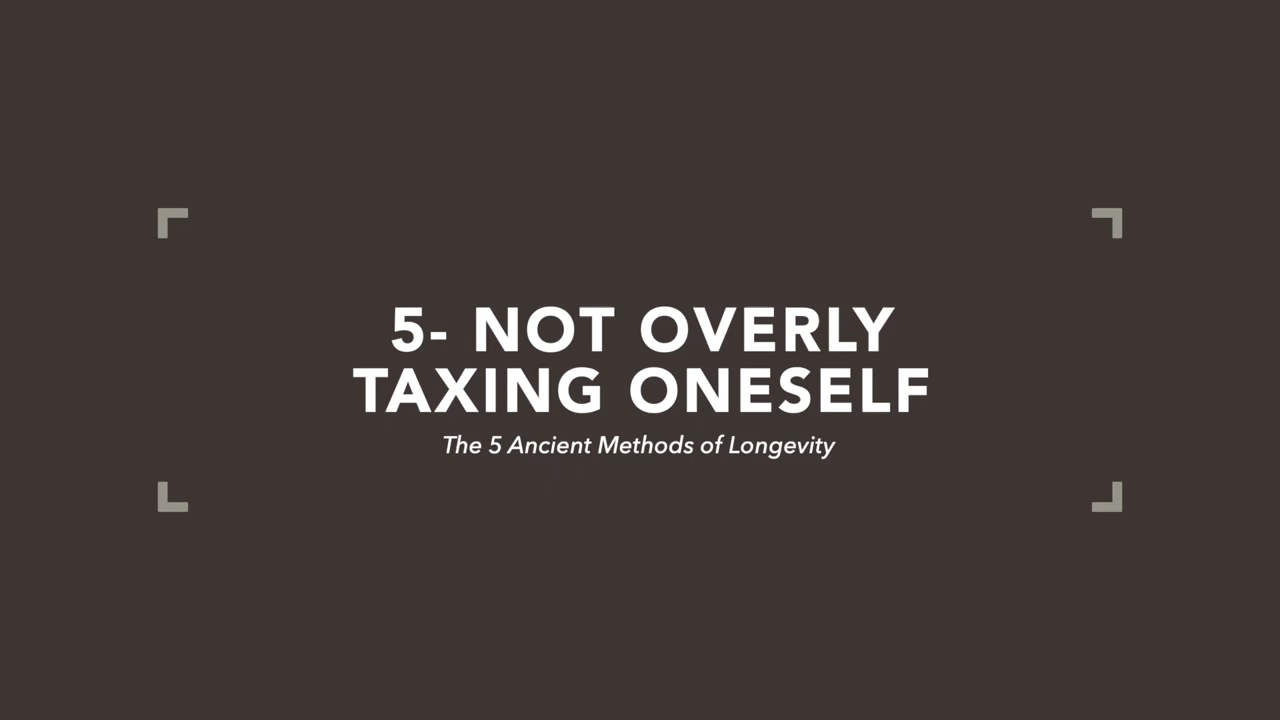 5- NOT OVERLY
TAXING ONESELF
The 5 Ancient Methods of Longevity